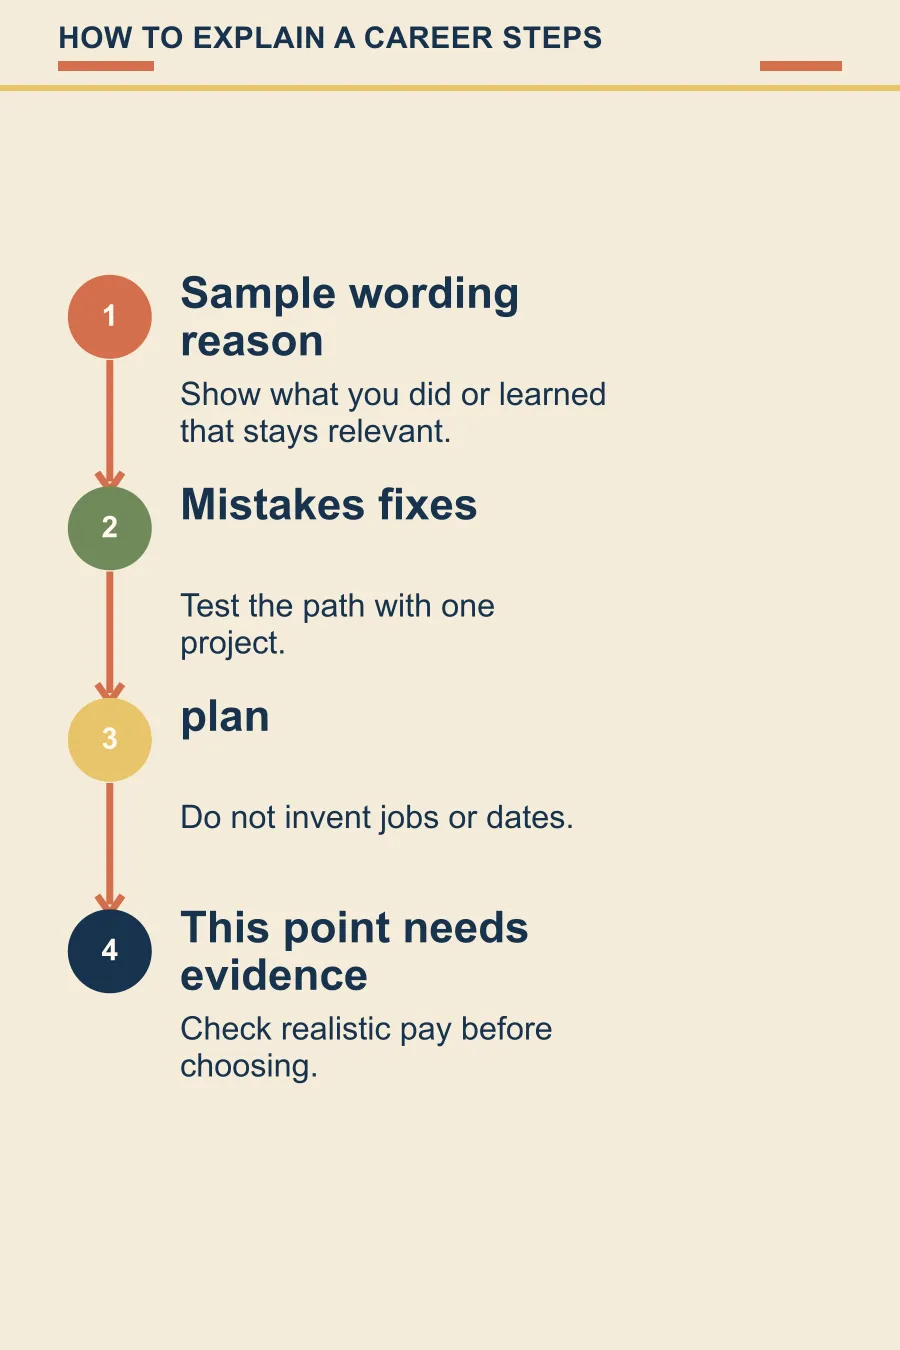 HOW TO EXPLAIN A CAREER STEPS
1
Sample wording
reason
Show what you did or learned
that stays relevant.
2
Mistakes fixes
Test the path with one
project.
3
plan
Do not invent jobs or dates.
4
This point needs
evidence
Check realistic pay before
choosing.